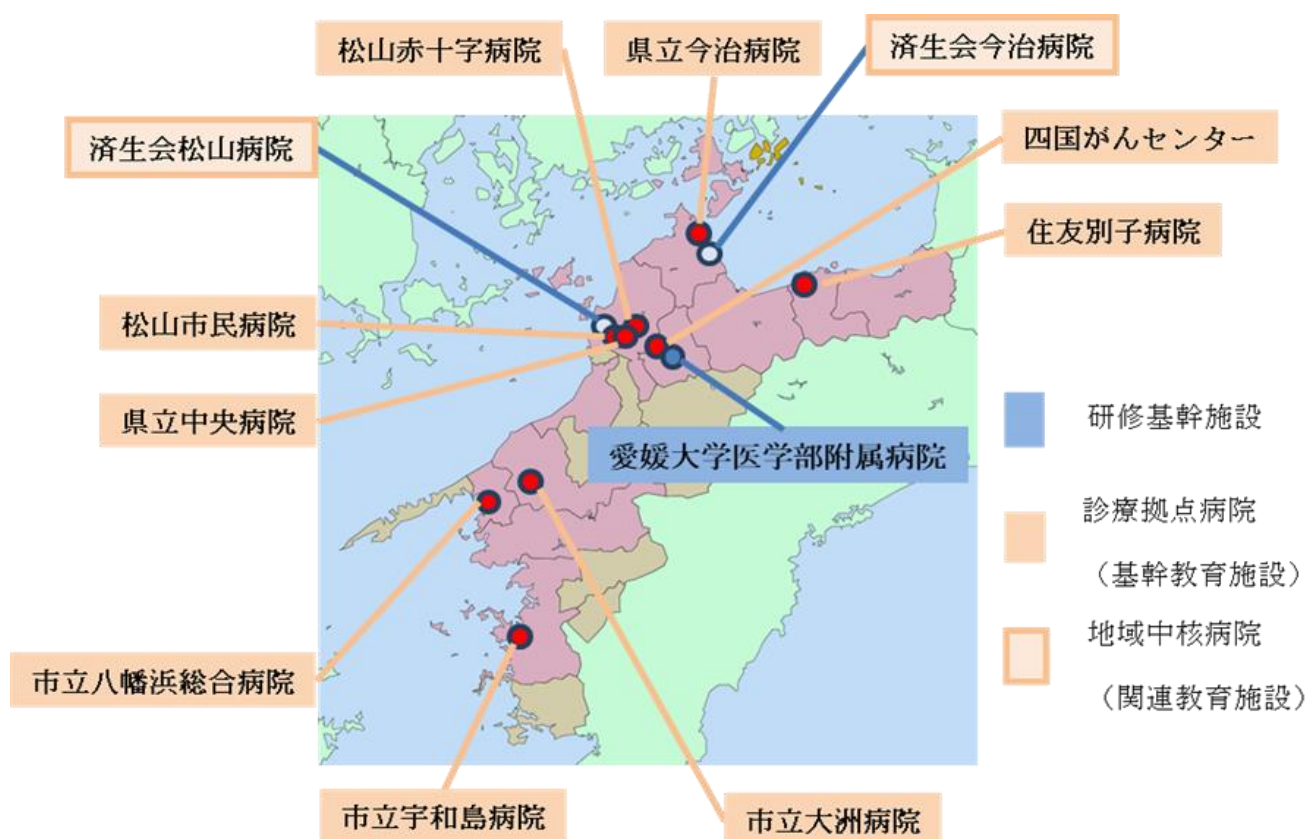 松山赤十字病院
県立今治病院
済生会今治病院
済生会松山病院
四国がんセンター
住友別子病院
松山市民病院
県立中央病院
愛媛大学医学部附属病院
研修基幹施設
診療拠点病院
（基幹教育施設）
地域中核病院
（関連教育施設）
市立八幡浜総合病院
市立宇和島病院
市立大洲病院